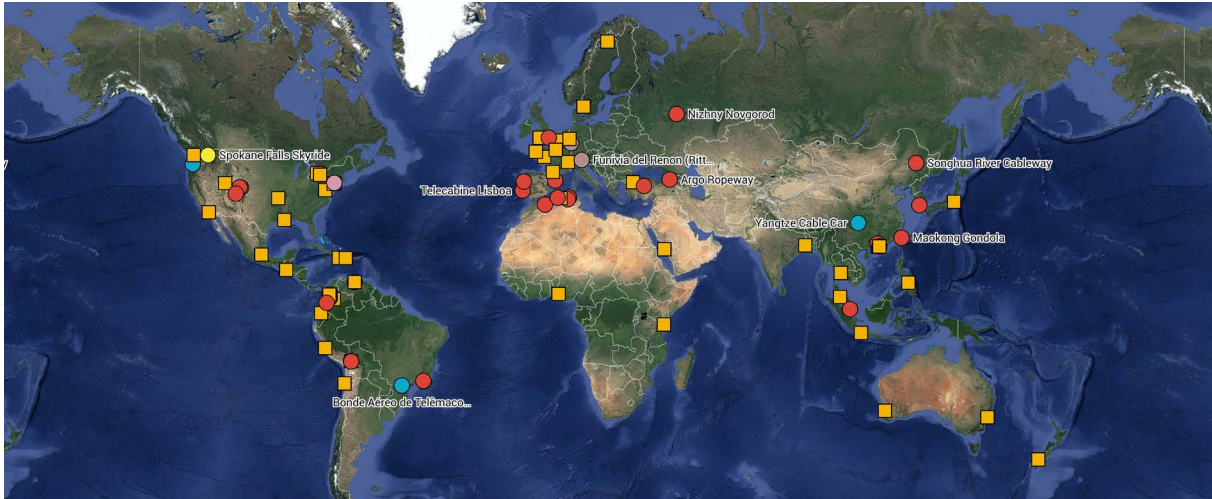 y
Nizhny Novgorod
Spokane Falls Skyride
Funivia del Renon (Ritt...
Songhua River Cableway
Argo Ropeway
Telecabine Lisboa
Yangtze Cable Car
Maokong Gondola
Bonde Aéreo de Telêmaco...